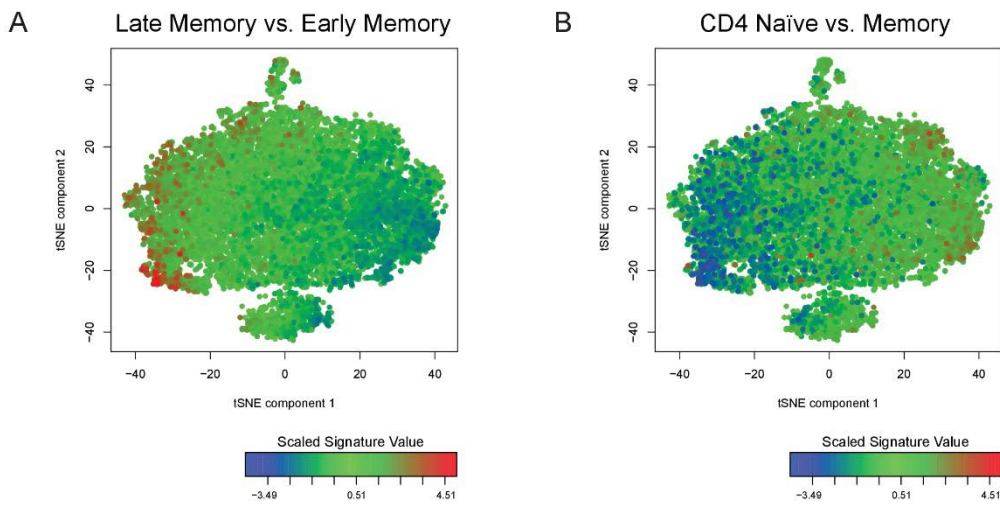 A
Late Memory vs. Early Memory
tSNE component 2
40
20
0
−20
−40
−40
−20
0
20
40
tSNE component 1
Scaled Signature Value
−3.49
0.51
4.51
B
CD4 Naïve vs. Memory
tSNE component 2
40
20
0
−20
−40
−40
−20
0
20
40
tSNE component 1
Scaled Signature Value
−3.49
0.51
4.51